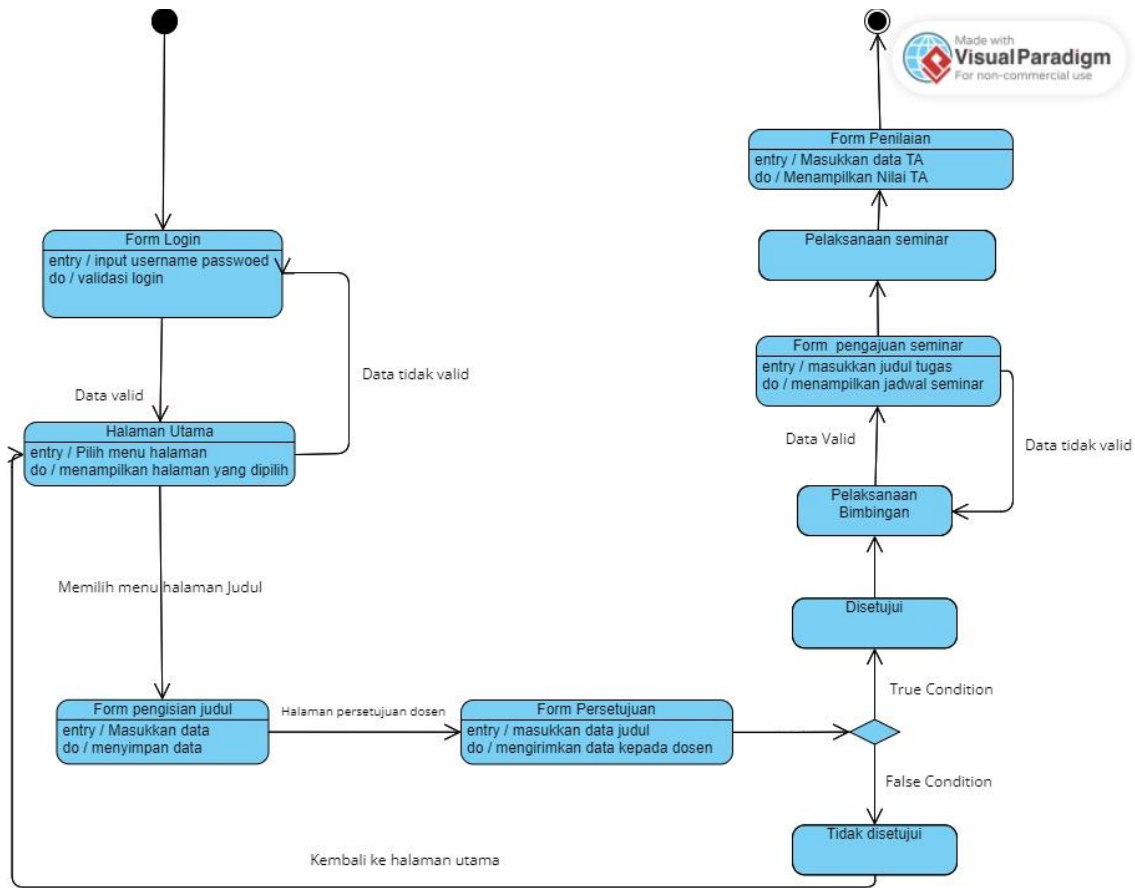 Made with
Visual Paradigm
For non-commercial use
Form Login
entry / input username passwoed
do / validasi login
Data valid
Data tidak valid
Halaman Utama
entry / Pilih menu halaman
do / menampilkan halaman yang dipilih
Memilih menu halaman Judul
Form pengisian judul
entry / Masukkan data
do / menyimpan data
Halaman persetujuan dosen
Form Persetujuan
entry / masukkan data judul
do / mengirimkan data kepada dosen
True Condition
False Condition
Tidak disetujui
Kembali ke halaman utama
Disetujui
Pelaksanaan
Bimbingan
Data Valid
Data tidak valid
Form pengajuan seminar
entry / masukkan judul tugas
do / menampilkan jadwal seminar
Pelaksanaan seminar
Form Penilaian
entry / Masukkan data TA
do / Menampilkan Nilai TA